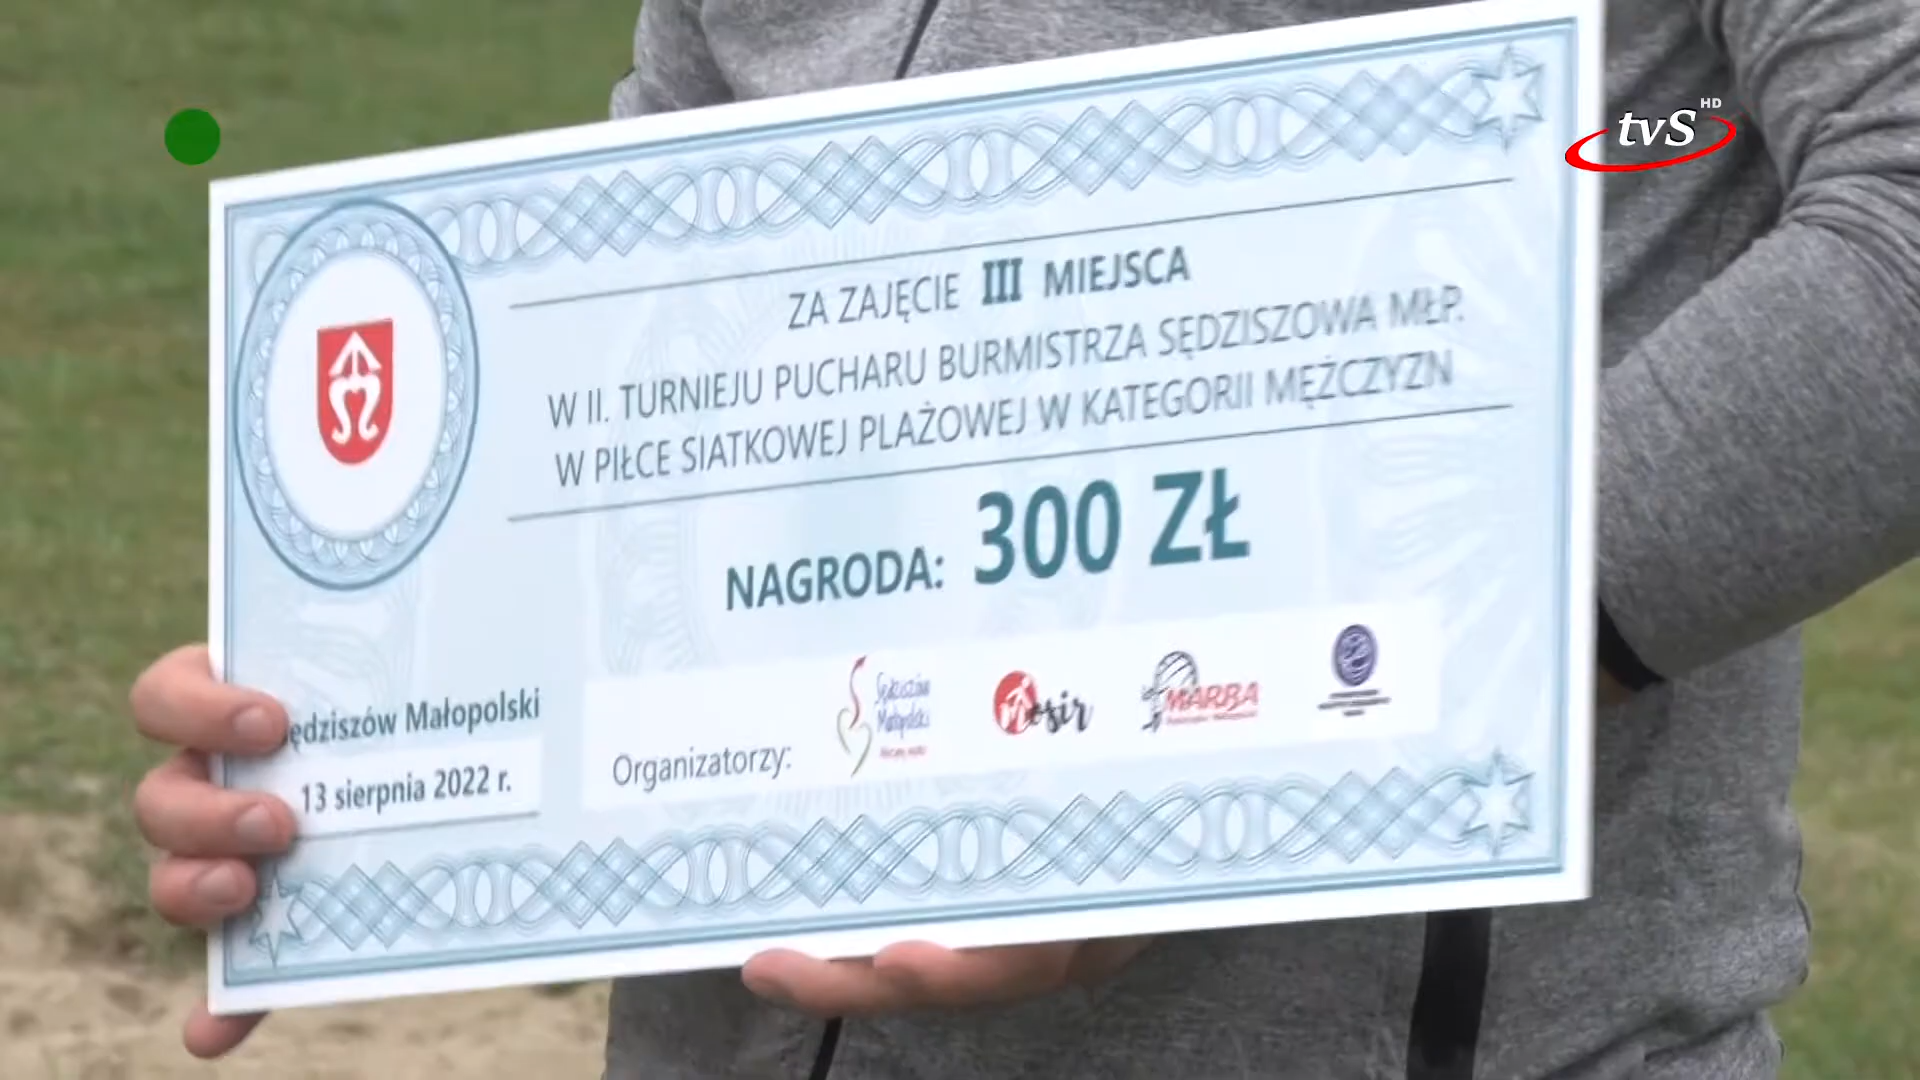 tvS HD
ZA ZAJĘCIE III MIEJSCA
W II. TURNIEJU PUCHARU BURMISTRZA SĘDZISZOWA MŁP.
W PIŁCE SIATKOWEJ PLAŻOWEJ W KATEGORII MĘŻCZYZN
NAGRODA: 300 ZŁ
ędziszów Małopolski
13 sierpnia 2022 r.
Organizatorzy:
Sędziszów
Małopolski
Mosir
MARBA